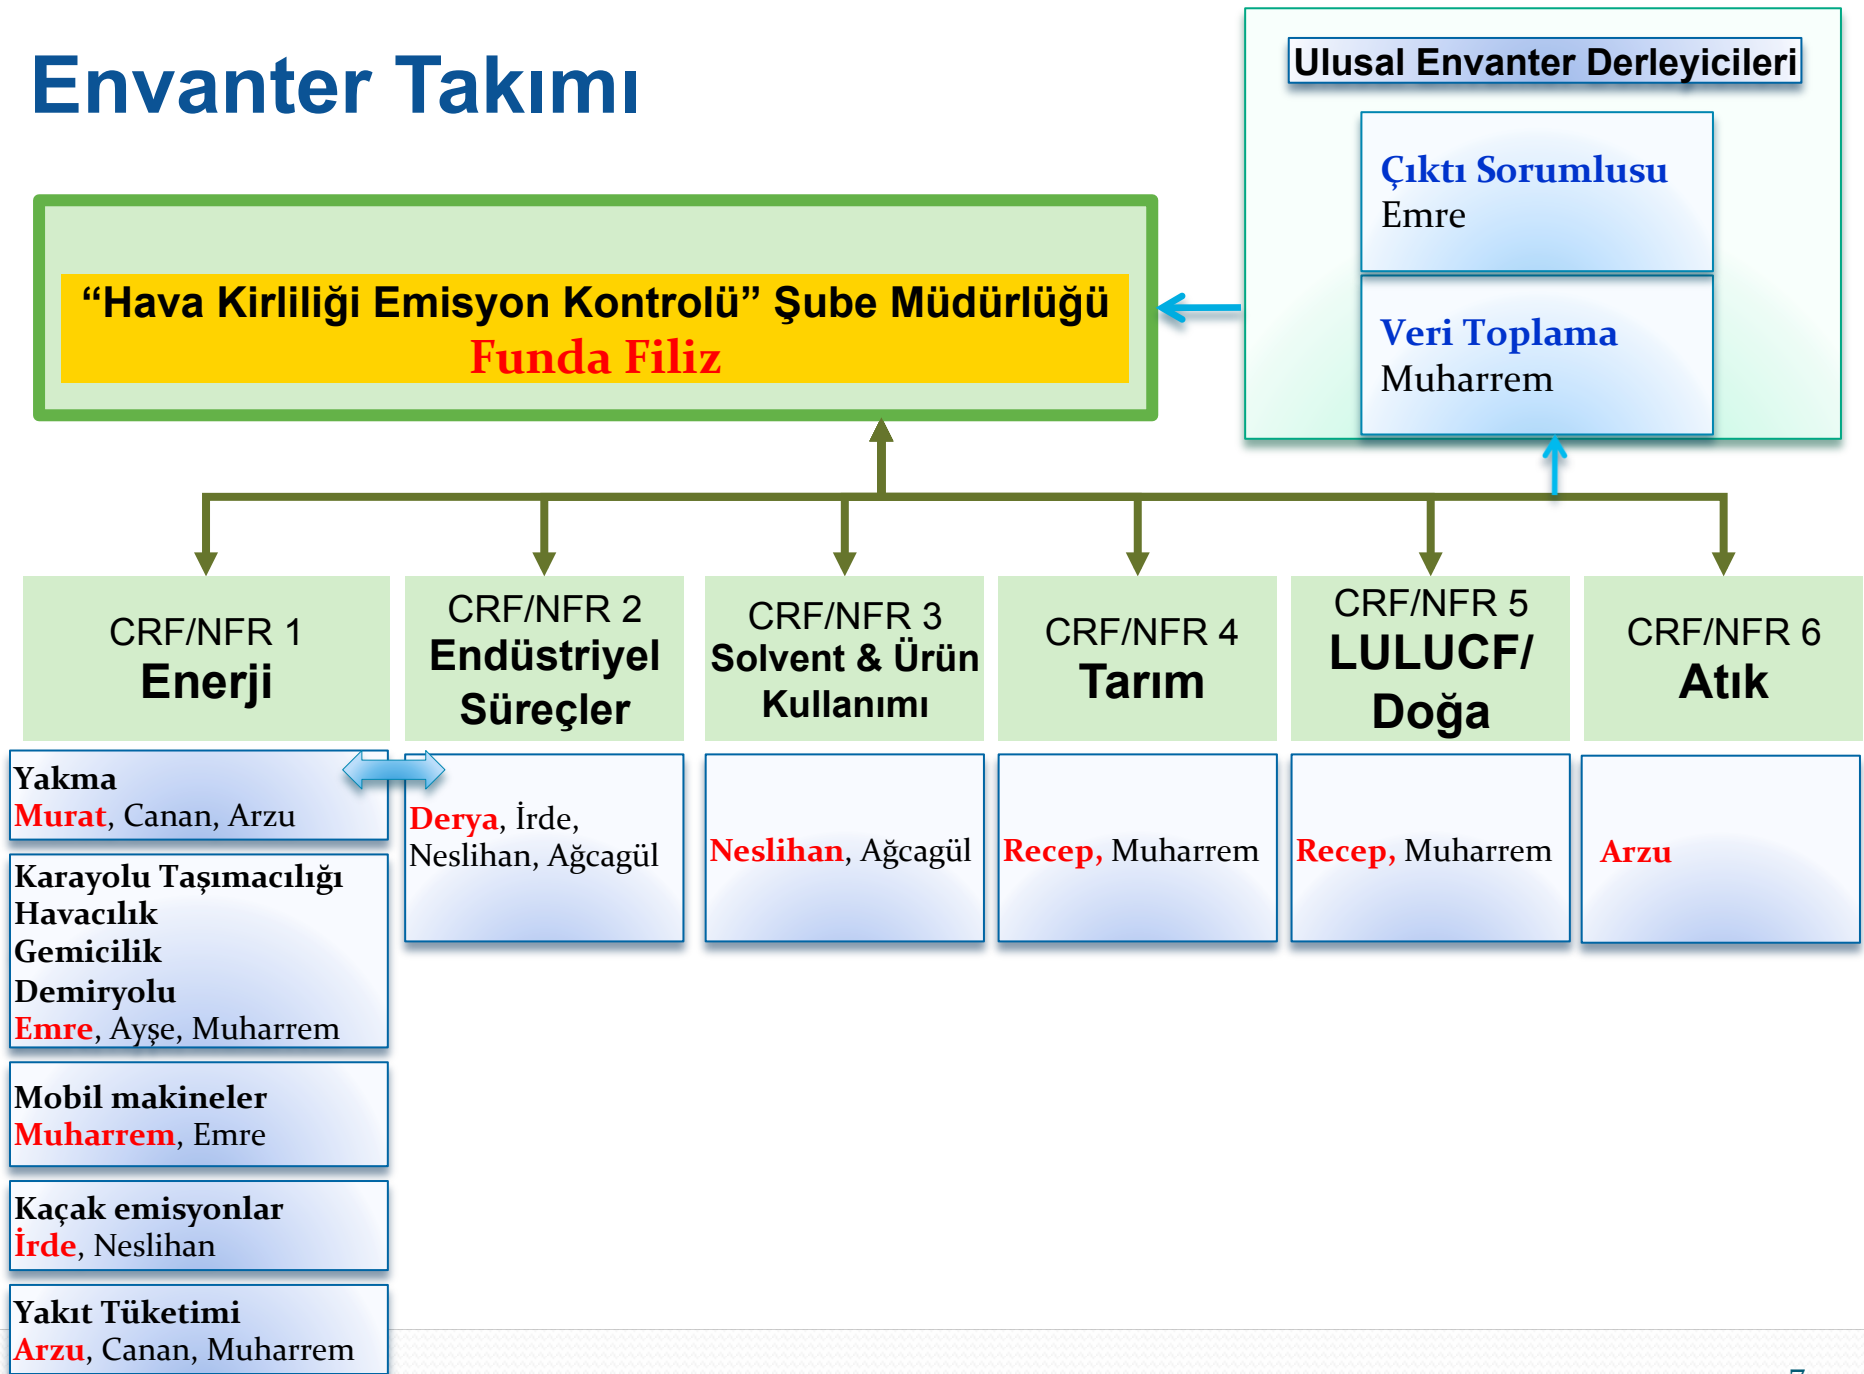 Envanter Takımı
Ulusal Envanter Derleyicileri
Çıktı Sorumlusu
Emre
Veri Toplama
Muharrem
“Hava Kirliliği Emisyon Kontrolü” Şube Müdürlüğü
Funda Filiz
CRF/NFR 1
Enerji
CRF/NFR 2
Endüstriyel
Süreçler
CRF/NFR 3
Solvent & Ürün
Kullanımı
CRF/NFR 4
Tarım
CRF/NFR 5
LULUCF/
Doğa
CRF/NFR 6
Atık
Yakma
Murat, Canan, Arzu
Karayolu Taşımacılığı
Havacılık
Gemicilik
Demiryolu
Emre, Ayşe, Muharrem
Mobil makineler
Muharrem, Emre
Kaçak emisyonlar
İrde, Neslihan
Yakıt Tüketimi
Arzu, Canan, Muharrem
Derya, İrde,
Neslihan, Ağcagül
Neslihan, Ağcagül
Recep, Muharrem
Recep, Muharrem
Arzu